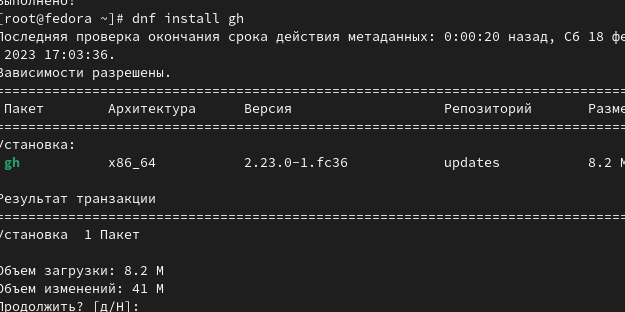 ыполнено!
[root@fedora ~]# dnf install gh
Последняя проверка окончания срока действия метаданных: 0:00:20 назад, Сб 18 фе
2023 17:03:36.
Зависимости разрешены.
================================================================================
Пакет Архитектура Версия Репозиторий Разме
================================================================================
Установка:
gh x86_64 2.23.0-1.fc36 updates 8.2 M
Результат транзакции
================================================================================
Установка 1 Пакет
Объем загрузки: 8.2 M
Объем изменений: 41 M
Продолжить? [д/Н]: